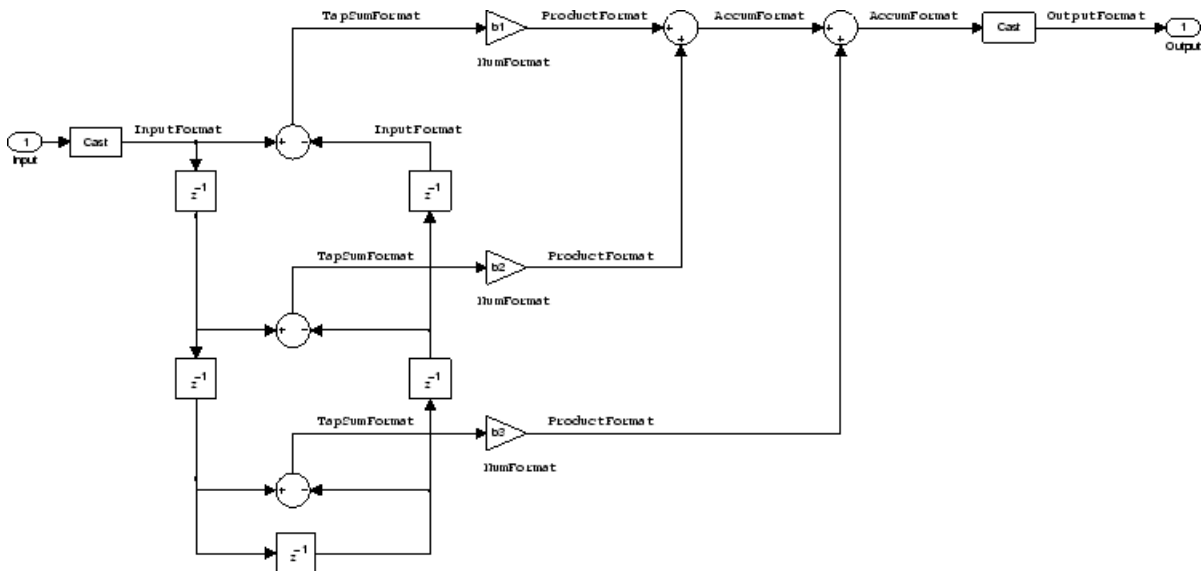 TapSumFormat
ProductFormat
AccumFormat
AccumFormat
OutputFormat
b1
+
+
+
+
Cast
1
Output
NumFormat
1
Input
Cast
InputFormat
+
-
InputFormat
z-1
z-1
TapSumFormat
b2
ProductFormat
NumFormat
+
-
z-1
z-1
TapSumFormat
b3
ProductFormat
NumFormat
+
-
z-1